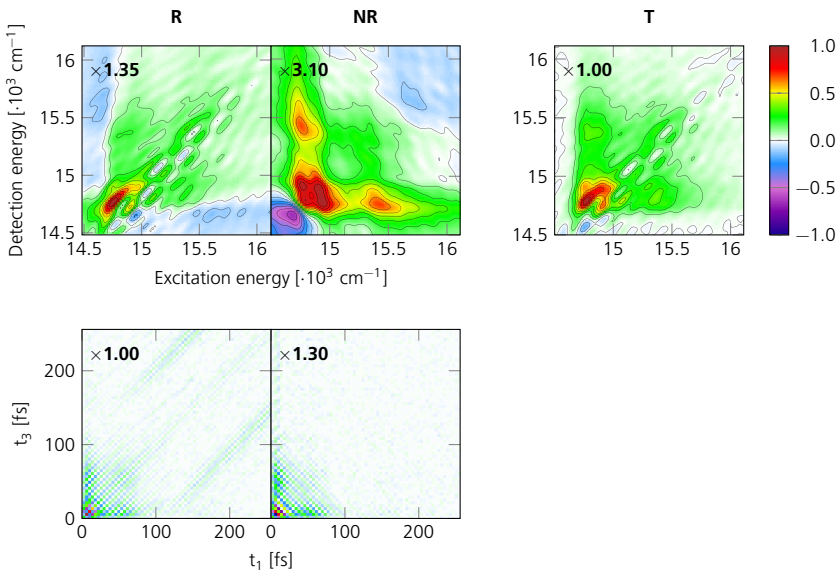 R NR T
Detection energy [·10³ cm⁻¹]
16
15.5
15
14.5
×1.35
×3.10
14.5 15 15.5 16
15 15.5 16
Excitation energy [·10³ cm⁻¹]
16
15.5
15
14.5
×1.00
15 15.5 16
1.0
0.5
0.0
−0.5
−1.0
t₃ [fs]
200
100
0
×1.00
×1.30
0 100 200
0 100 200
t₁ [fs]